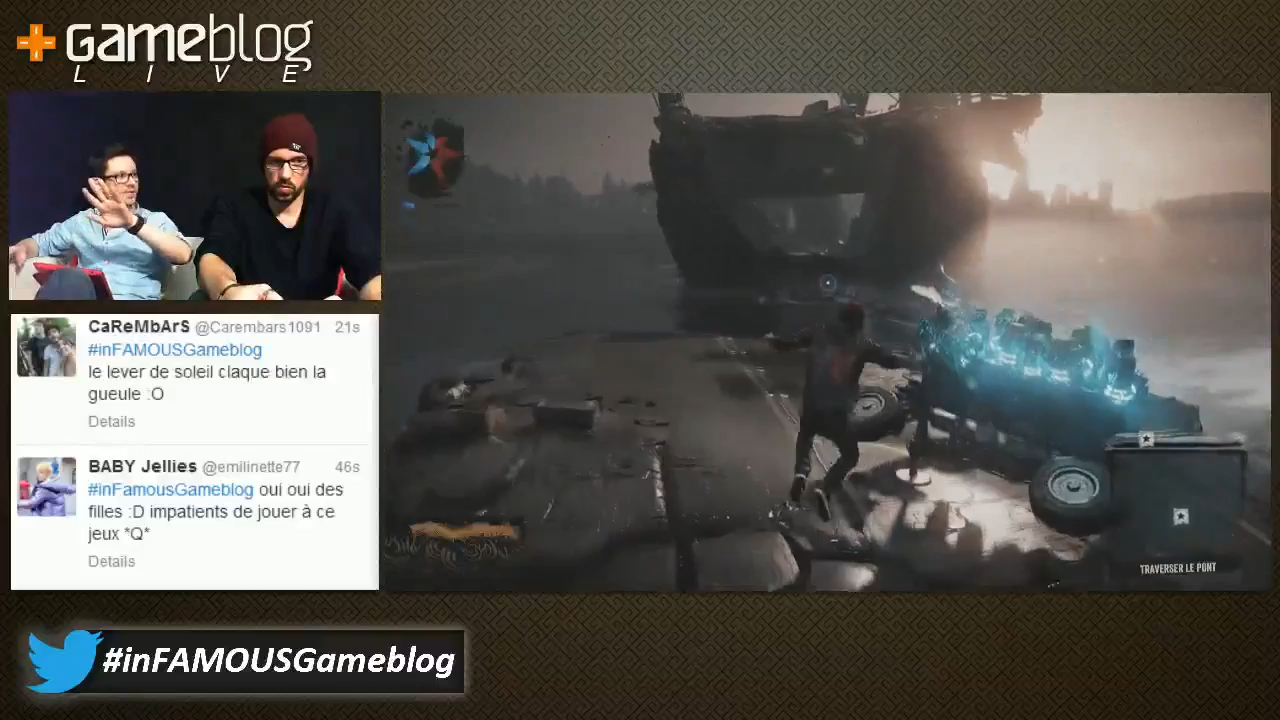 gameblog
LIVE
CaReMbArS @Carembars1091 21s
#inFAMOUSGameblog
le lever de soleil claque bien la
gueule :O
Details
BABY Jellies @emilinette77 46s
#inFamousGameblog oui oui des
filles :D impatients de jouer à ce
jeux *Q*
Details
TRAVERSER LE PONT
#inFAMOUSGameblog